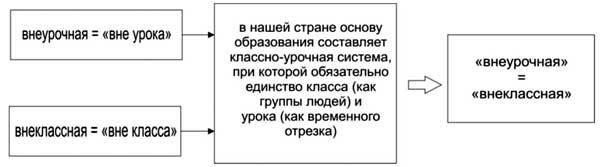 внеурочная = «вне урока»
внеклассная = «вне класса»
в нашей стране основу
образования составляет
классно-урочная система,
при которой обязательно
единство класса (как
группы людей) и
урока (как временного
отрезка)
«внеурочная»
=
«внеклассная»